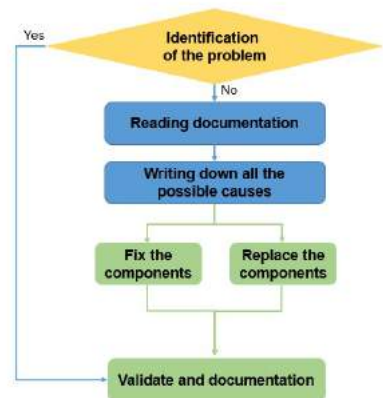 Yes
Identification
of the problem
No
Reading documentation
Writing down all the
possible causes
Fix the
components
Replace the
components
Validate and documentation